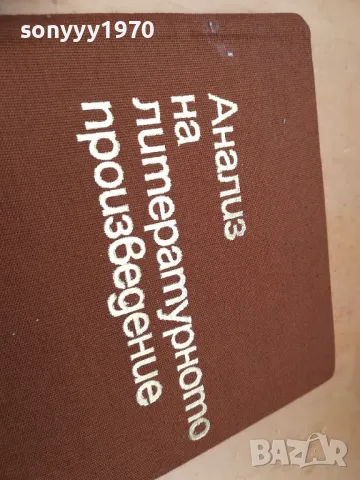 sonyyy1970
Анализ
на
литературното
произведение
BAZAR